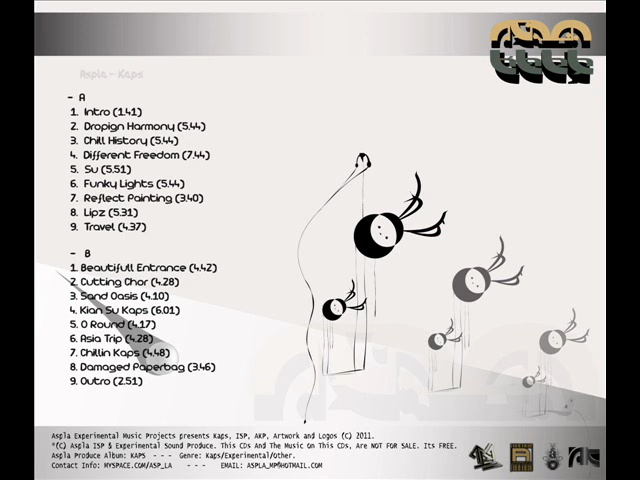 Aspla - Kaps
- A
1. Intro (1.41)
2. Dropign Harmony (5.44)
3. Chill History (5.44)
4. Different Freedom (7.44)
5. Su (5.51)
6. Funky Lights (5.44)
7. Reflect Painting (3.40)
8. Lipz (5.31)
9. Travel (4.37)
- B
1. Beautifull Entrance (4.42)
2. Cutting Chor (4.28)
3. Sand Oasis (4.10)
4. Kian Su Kaps (6.01)
5. O Round (4.17)
6. Asia Trip (4.28)
7. Chillin Kaps (4.48)
8. Damaged Paperbag (3.46)
9. Outro (2.51)
Aspla Experimental Music Projects presents Kaps, ISP, AKP, Artwork and Logos (C) 2011.
*(C) Aspla ISP & Experimental Sound Produce. This CDs And The Music On This CDs, Are NOT FOR SALE. Its FREE.
Aspla Produce Album: KAPS - - - Genre: Kaps/Experimental/Other.
Contact Info: MYSPACE.COM/ASP_LA - - - EMAIL: ASPLA_MP@HOTMAIL.COM